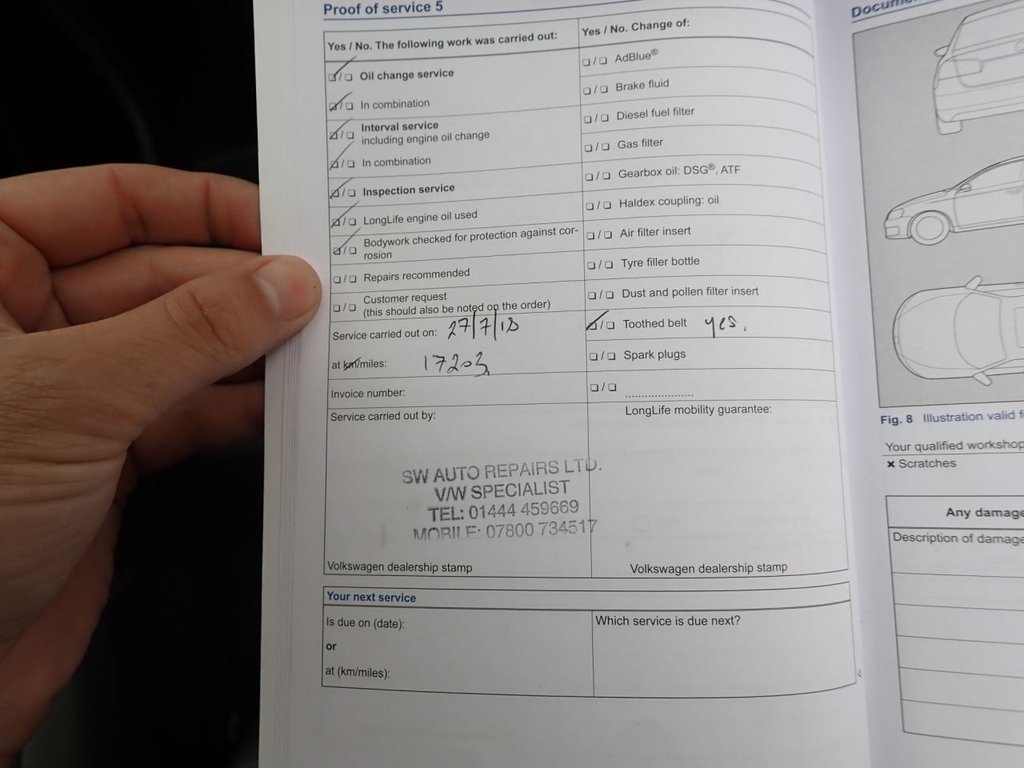 Proof of service 5
Yes / No. The following work was carried out:
❑/❑ Oil change service
❑/❑ In combination
❑/❑ Interval service
including engine oil change
❑/❑ In combination
❑/❑ Inspection service
❑/❑ LongLife engine oil used
❑/❑ Bodywork checked for protection against cor-
rosion
❑/❑ Repairs recommended
❑/❑ Customer request
(this should also be noted on the order)
Service carried out on: 27/7/18
at km/miles: 17203
Invoice number:
Service carried out by:
SW AUTO REPAIRS LTD.
V/W SPECIALIST
TEL: 01444 459669
MOBILE: 07800 734517
Volkswagen dealership stamp
Yes / No. Change of:
❑/❑ AdBlue®
❑/❑ Brake fluid
❑/❑ Diesel fuel filter
❑/❑ Gas filter
❑/❑ Gearbox oil: DSG®, ATF
❑/❑ Haldex coupling: oil
❑/❑ Air filter insert
❑/❑ Tyre filler bottle
❑/❑ Dust and pollen filter insert
❑/❑ Toothed belt yes.
❑/❑ Spark plugs
❑/❑ ......................
LongLife mobility guarantee:
Volkswagen dealership stamp
Your next service
Is due on (date):
or
at (km/miles):
Which service is due next?
Fig. 8 Illustration valid
Your qualified workshop
× Scratches
Any damage
Description of damage